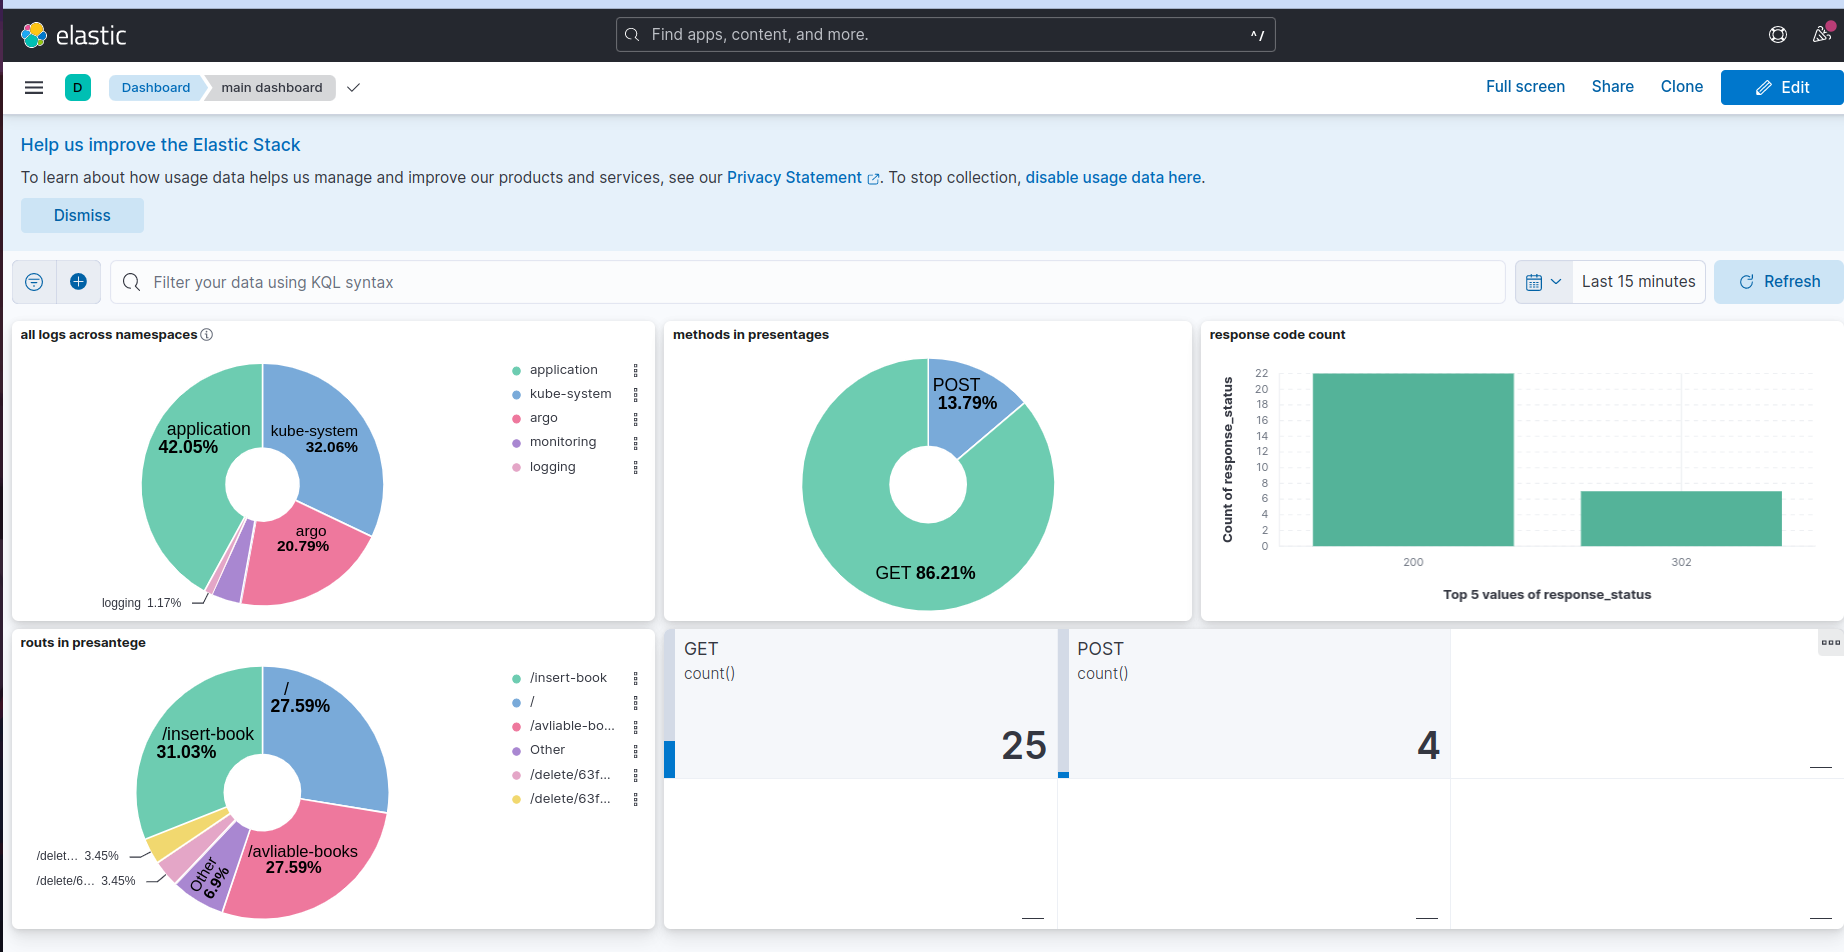 elastic
Find apps, content, and more.
^/
D
Dashboard
main dashboard
Full screen
Share
Clone
Edit
Help us improve the Elastic Stack
To learn about how usage data helps us manage and improve our products and services, see our Privacy Statement. To stop collection, disable usage data here.
Dismiss
Filter your data using KQL syntax
Last 15 minutes
Refresh
all logs across namespaces
application
42.05%
kube-system
32.06%
argo
20.79%
logging 1.17%
application
kube-system
argo
monitoring
logging
methods in presentages
POST
13.79%
GET 86.21%
response code count
Count of response_status
22
20
18
16
14
12
10
8
6
4
2
0
200
302
Top 5 values of response_status
routs in presantege
/
27.59%
/insert-book
31.03%
/avliable-books
27.59%
Other
6.9%
/delet... 3.45%
/delete/6... 3.45%
/insert-book
/
/avliable-bo...
Other
/delete/63f...
/delete/63f...
GET
count()
25
POST
count()
4